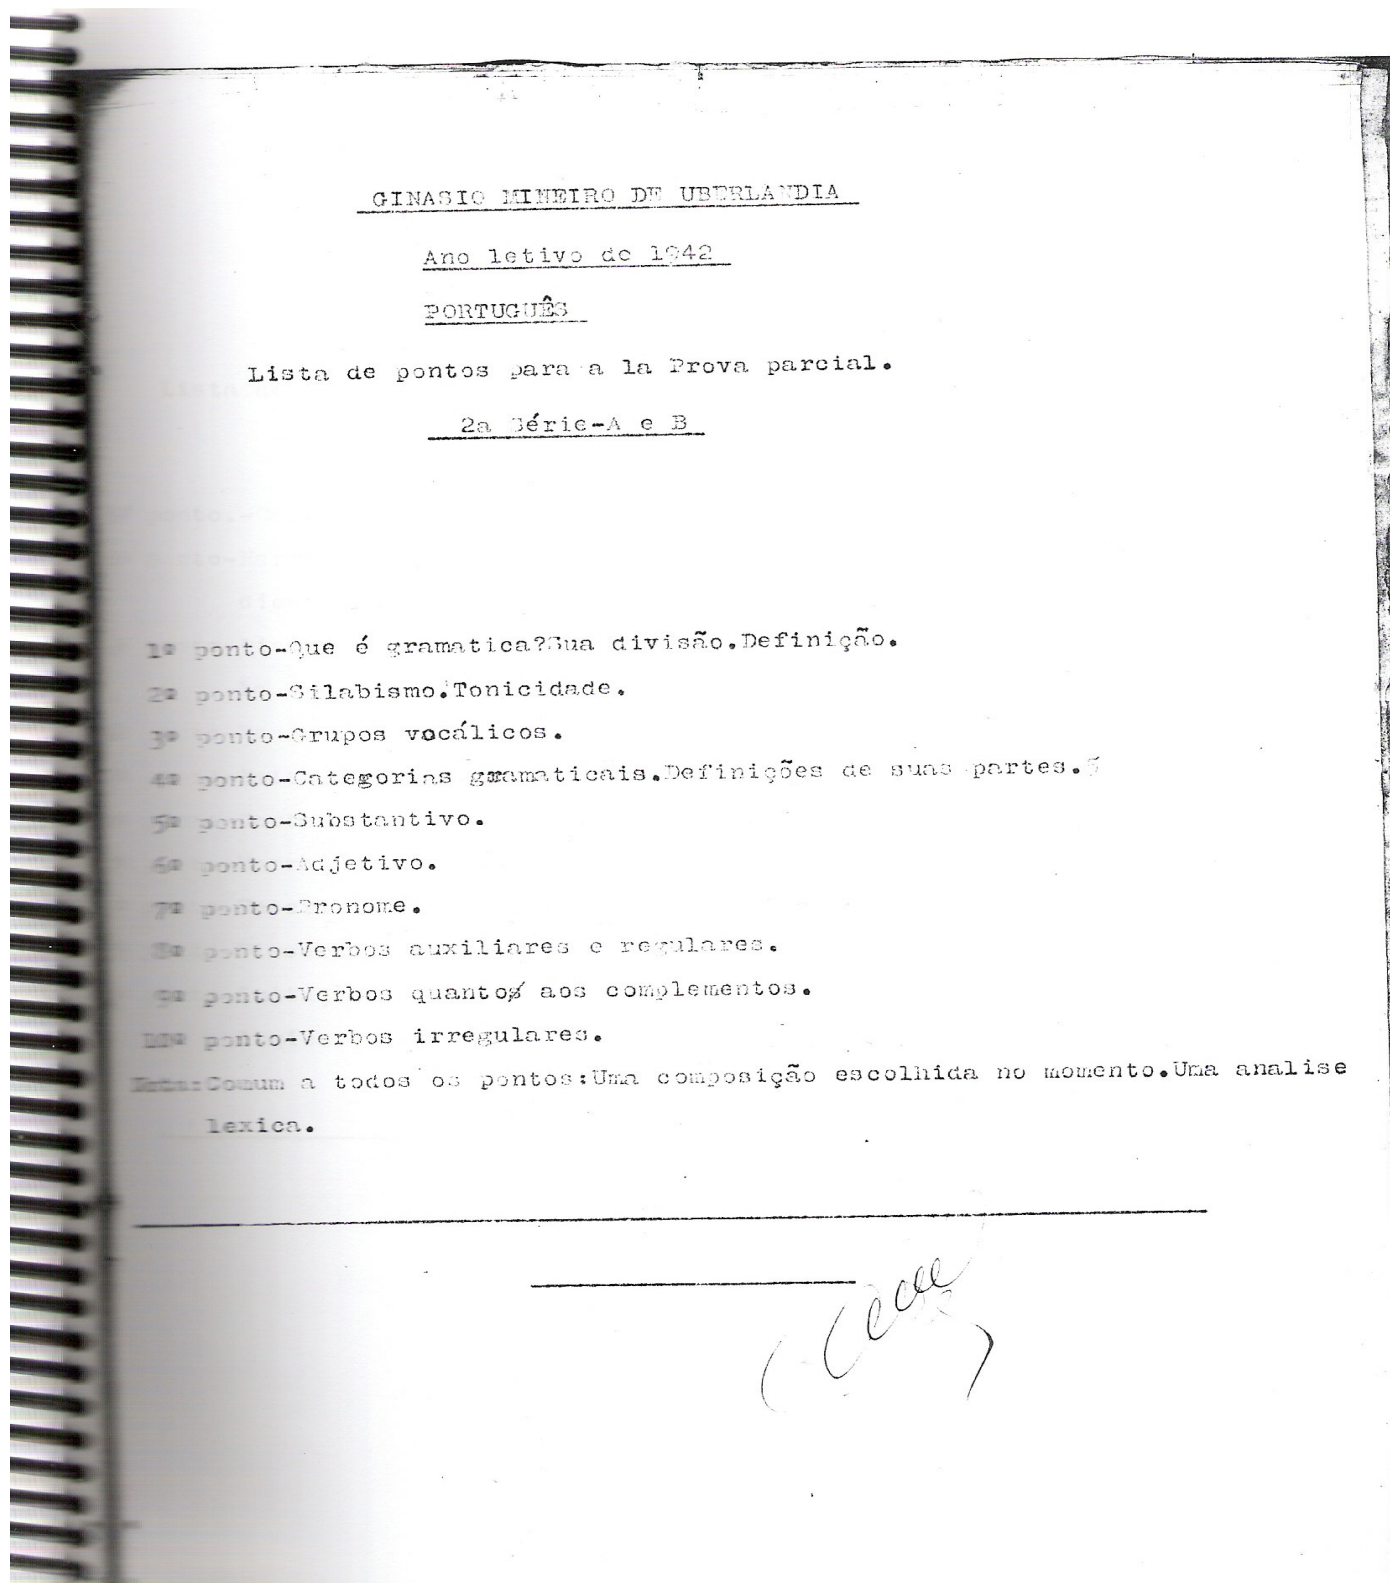 GINASIO MINEIRO DE UBERLANDIA
Ano letivo de 1942
PORTUGUÊS
Lista de pontos para a 1a Prova parcial.
2a Série-A e B
1º ponto-Que é gramatica?Sua divisão.Definição.
2º ponto-Silabismo.Tonicidade.
3º ponto-Grupos vocálicos.
4º ponto-Categorias gramaticais.Definições de suas partes.
5º ponto-Substantivo.
6º ponto-Adjetivo.
7º ponto-Pronome.
8º ponto-Verbos auxiliares e regulares.
9º ponto-Verbos quanto aos complementos.
10º ponto-Verbos irregulares.
Nota:Comum a todos os pontos:Uma composição escolhida no momento.Uma analise
lexica.